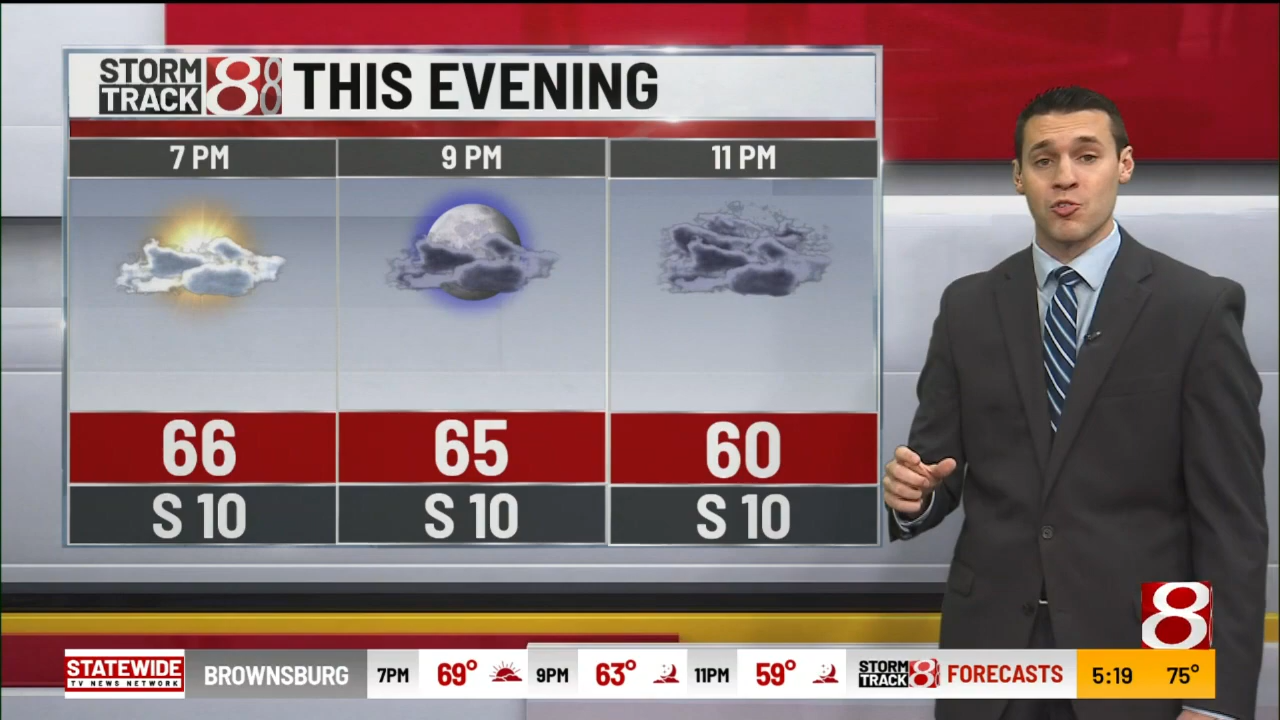 STORM TRACK 8 THIS EVENING
7 PM 9 PM 11 PM
66 65 60
S 10 S 10 S 10
8
STATEWIDE TV NEWS NETWORK BROWNSBURG 7PM 69° 9PM 63° 11PM 59° STORM TRACK 8 FORECASTS 5:19 75°